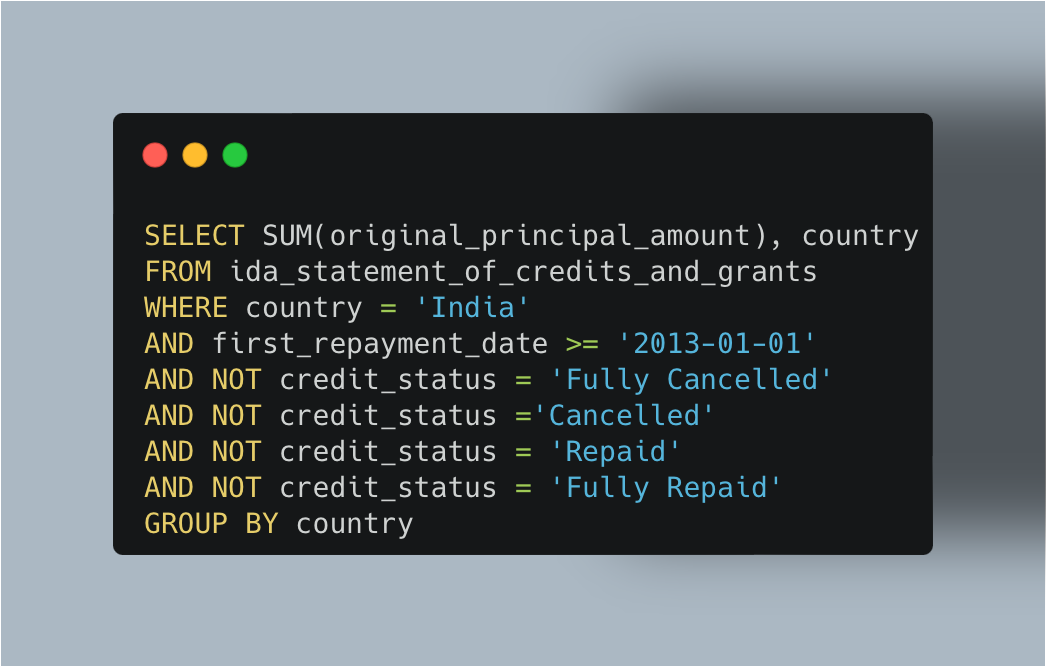 SELECT SUM(original_principal_amount), country
FROM ida_statement_of_credits_and_grants
WHERE country = 'India'
AND first_repayment_date >= '2013-01-01'
AND NOT credit_status = 'Fully Cancelled'
AND NOT credit_status ='Cancelled'
AND NOT credit_status = 'Repaid'
AND NOT credit_status = 'Fully Repaid'
GROUP BY country